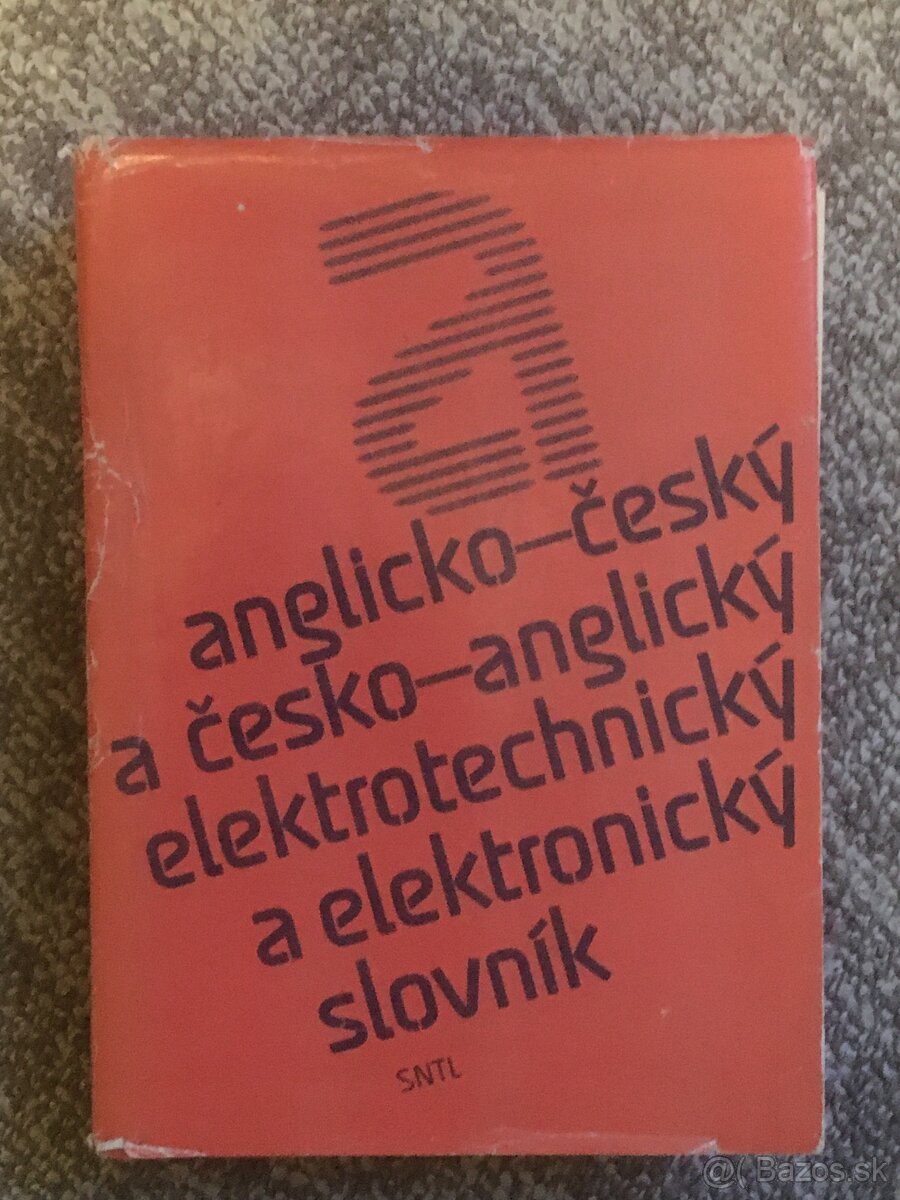 a
anglicko–český
a česko–anglický
elektrotechnický
a elektronický
slovník
SNTL
@( Bazos.sk